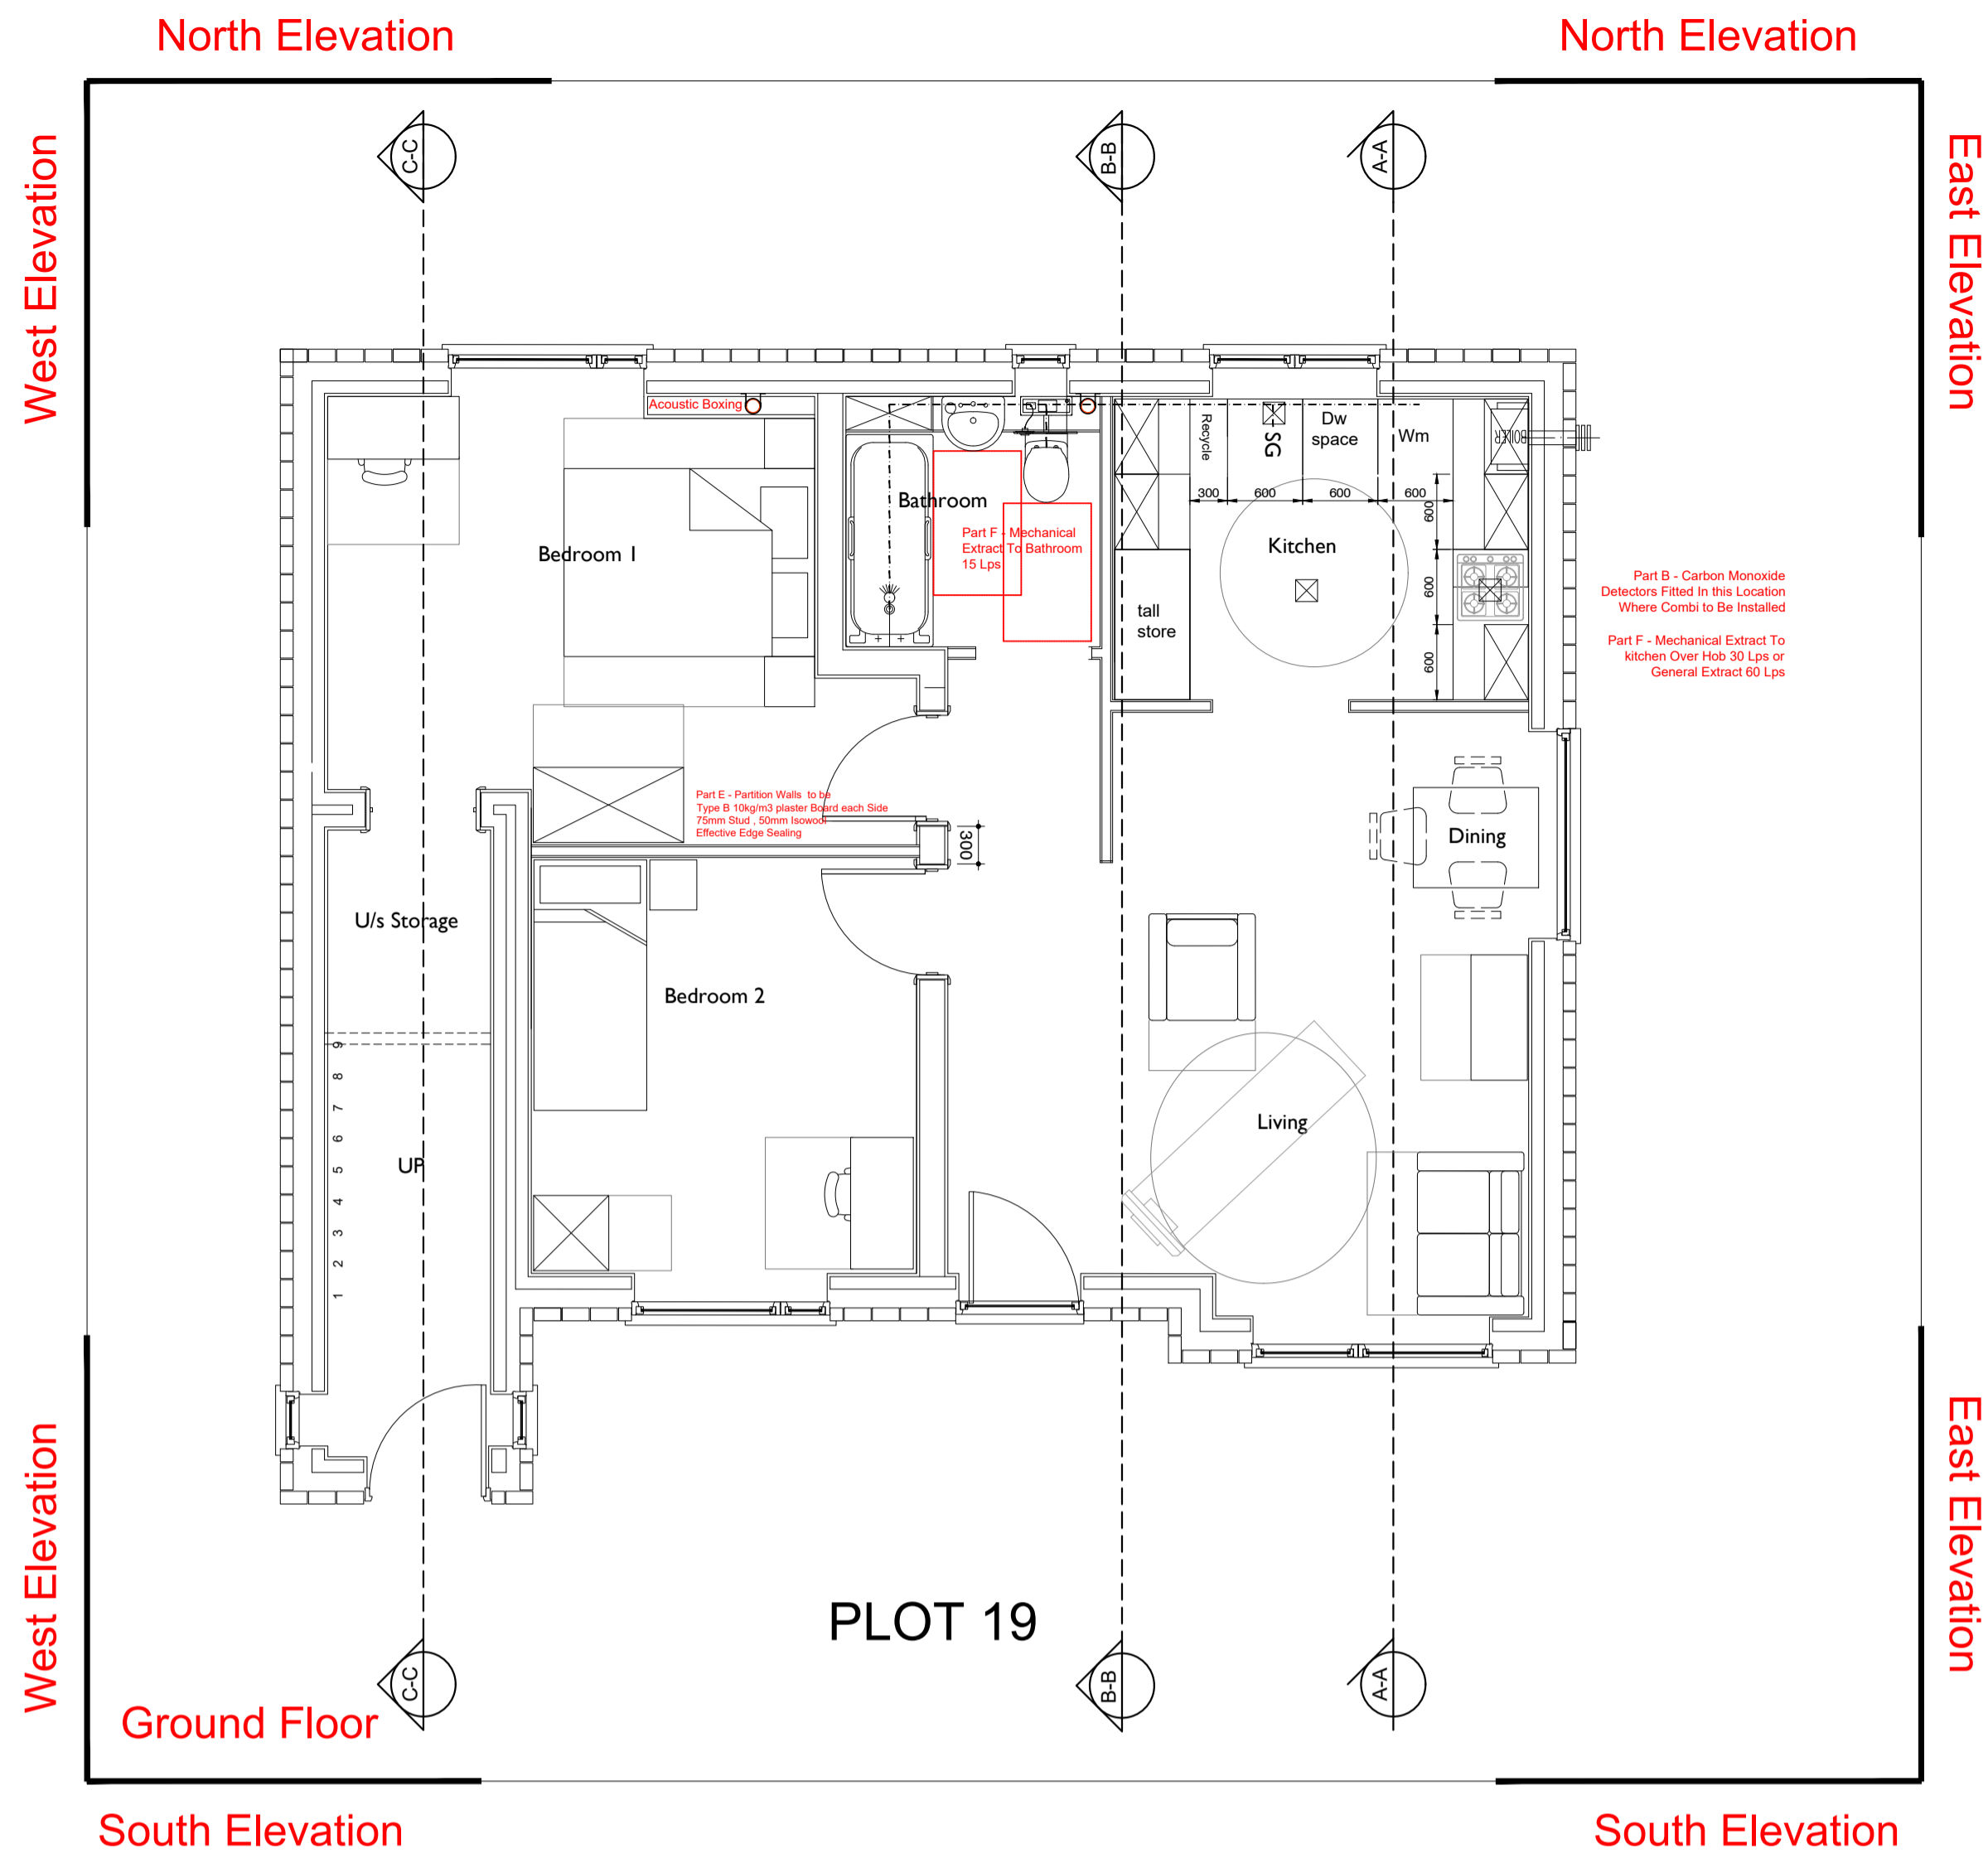 North Elevation
North Elevation
West Elevation
East Elevation
C-C
B-B
A-A
Acoustic Boxing
Recycle
SG
Dw
space
Wm
BOILER
300
600
600
600
600
600
600
Bathroom
Part F - Mechanical
Extract To Bathroom
15 Lps
Bedroom 1
Kitchen
tall
store
Part B - Carbon Monoxide
Detectors Fitted In this Location
Where Combi to Be Installed
Part F - Mechanical Extract To
kitchen Over Hob 30 Lps or
General Extract 60 Lps
Part E - Partition Walls to be
Type B 10kg/m3 plaster Board each Side
75mm Stud , 50mm Isowool
Effective Edge Sealing
300
Dining
U/s Storage
Bedroom 2
9
8
7
6
5
4
3
2
1
UP
Living
West Elevation
East Elevation
PLOT 19
C-C
B-B
A-A
Ground Floor
South Elevation
South Elevation